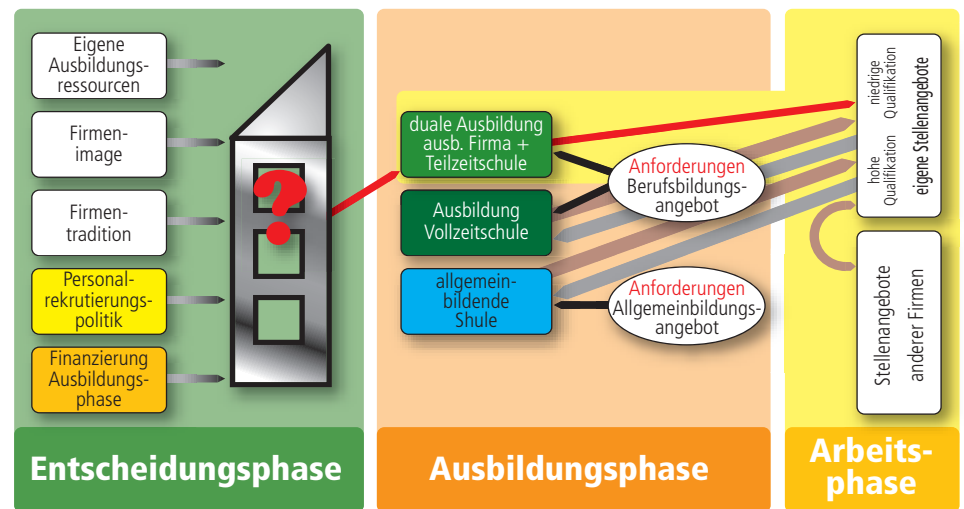 Eigene
Ausbildungs-
ressourcen
Firmen-
image
Firmen-
tradition
Personal-
rekrutierungs-
politik
Finanzierung
Ausbildungs-
phase
?
Entscheidungsphase
duale Ausbildung
ausb. Firma +
Teilzeitschule
Ausbildung
Vollzeitschule
allgemein-
bildende
Shule
Anforderungen
Berufsbildungs-
angebot
Anforderungen
Allgemeinbildungs-
angebot
Ausbildungsphase
niedrige
Qualifikation
hohe
Qualifikation
eigene Stellenangebote
Stellenangebote
anderer Firmen
Arbeits-
phase